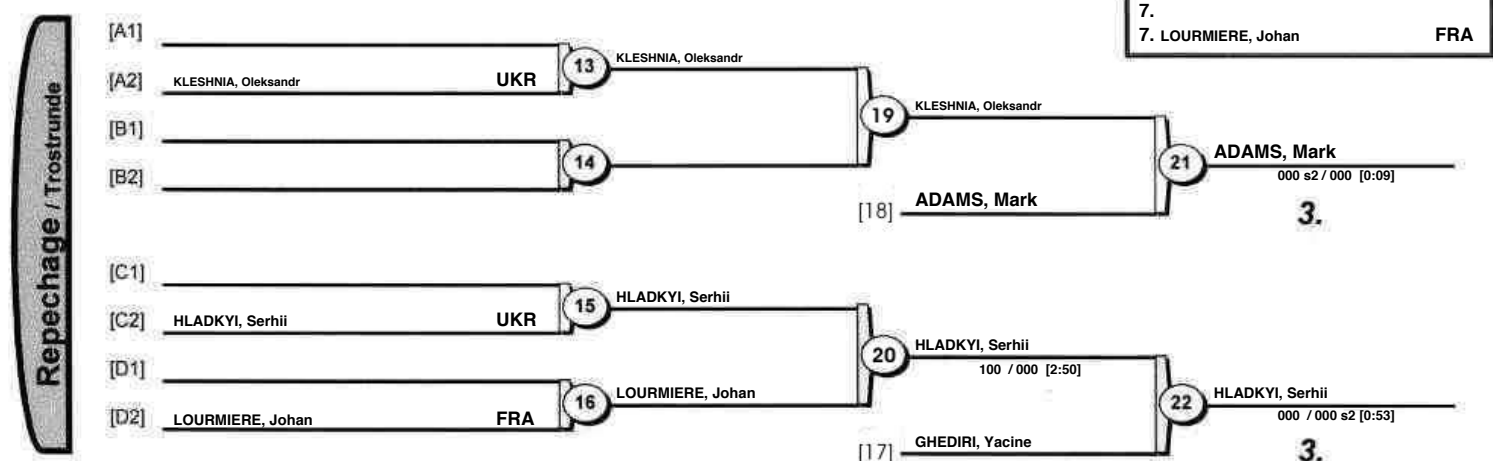 7.
7. LOURMIERE, Johan FRA
Repechage / Trostrunde
[A1]
[A2] KLESHNIA, Oleksandr UKR
13 KLESHNIA, Oleksandr
[B1]
[B2]
14
19 KLESHNIA, Oleksandr
[18] ADAMS, Mark
21 ADAMS, Mark
000 s2 / 000 [0:09]
3.
[C1]
[C2] HLADKYI, Serhii UKR
15 HLADKYI, Serhii
[D1]
[D2] LOURMIERE, Johan FRA
16 LOURMIERE, Johan
20 HLADKYI, Serhii
100 / 000 [2:50]
[17] GHEDIRI, Yacine
22 HLADKYI, Serhii
000 / 000 s2 [0:53]
3.